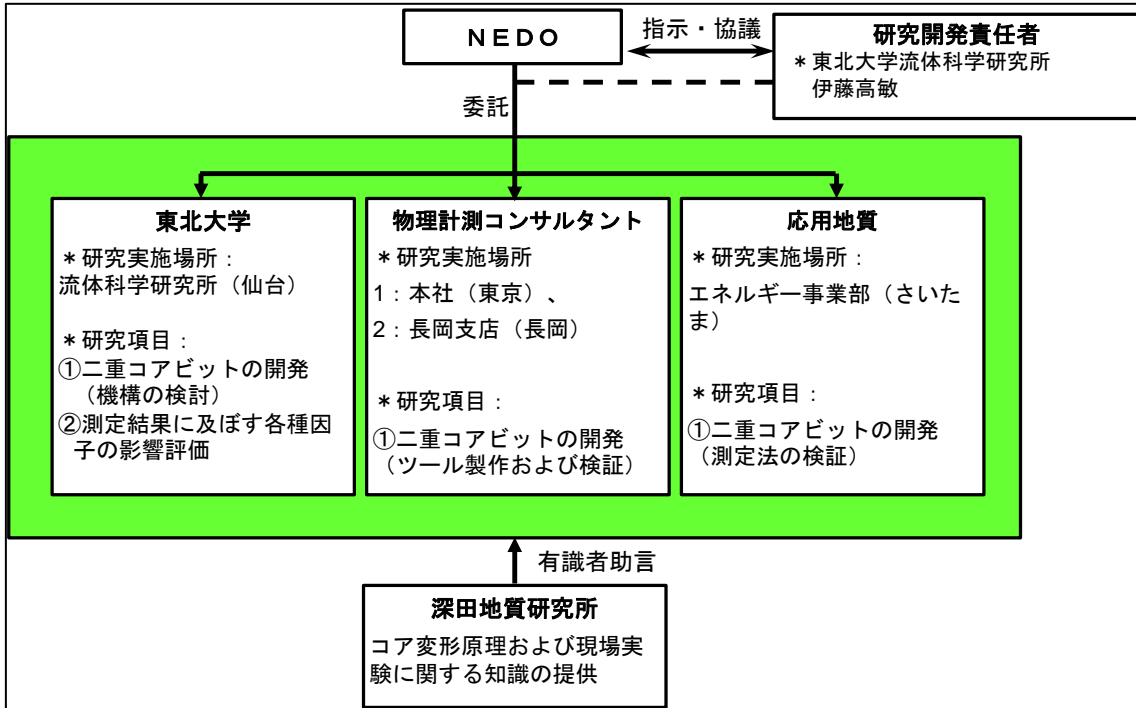 NEDO
指示・協議
研究開発責任者
＊東北大学流体科学研究所
伊藤高敏
委託
東北大学
＊研究実施場所：
流体科学研究所（仙台）
＊研究項目：
①二重コアビットの開発
（機構の検討）
②測定結果に及ぼす各種因
子の影響評価
物理計測コンサルタント
＊研究実施場所
1：本社（東京）、
2：長岡支店（長岡）
＊研究項目：
①二重コアビットの開発
（ツール製作および検証）
応用地質
＊研究実施場所：
エネルギー事業部（さいた
ま）
＊研究項目：
①二重コアビットの開発
（測定法の検証）
有識者助言
深田地質研究所
コア変形原理および現場実
験に関する知識の提供